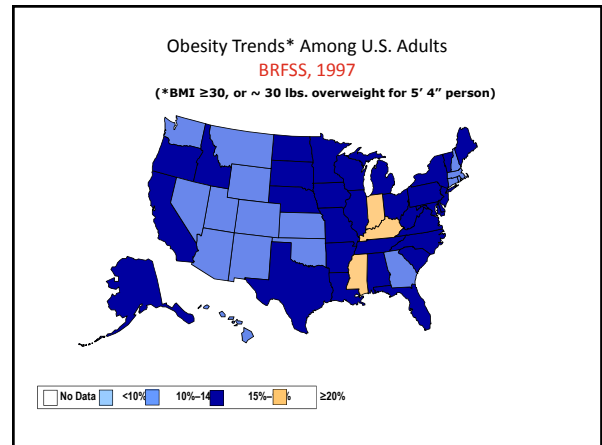 Obesity Trends* Among U.S. Adults
BRFSS, 1997
(*BMI ≥30, or ~ 30 lbs. overweight for 5’ 4” person)
No Data <10% 10%–14 15%– % ≥20%